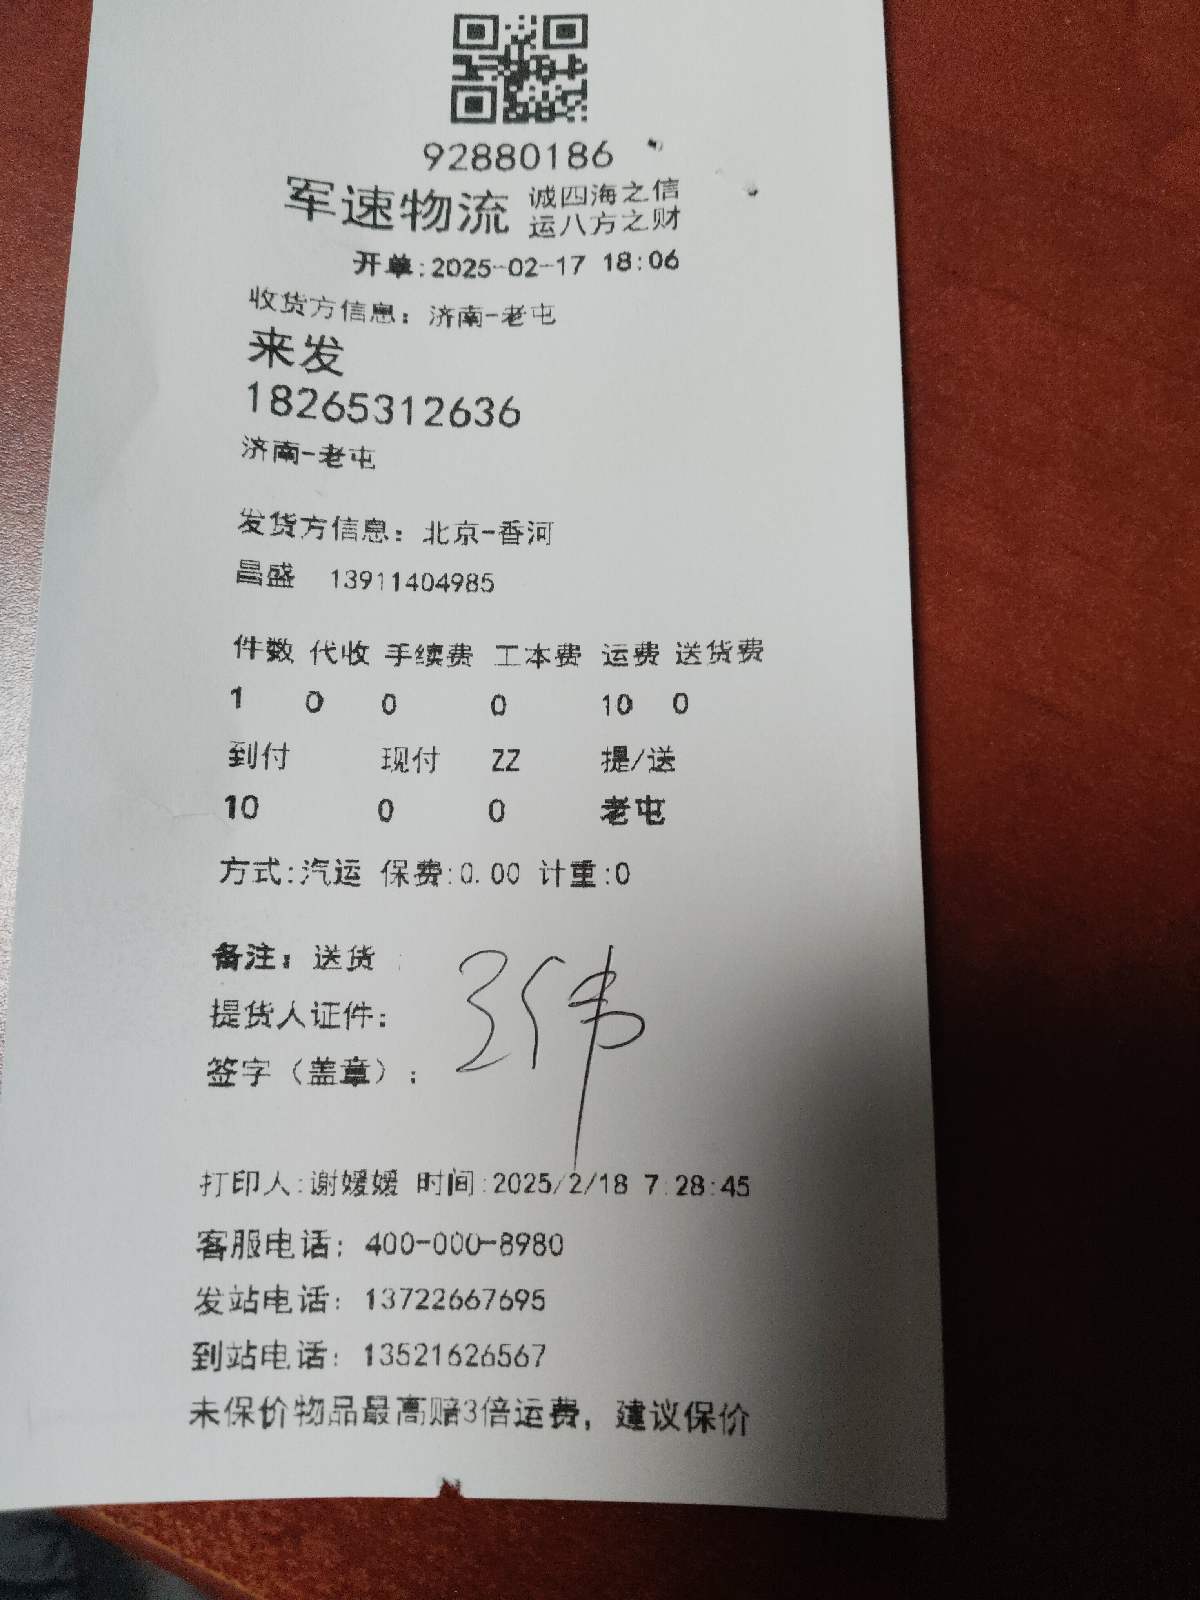 92880186
军速物流 诚四海之信
运八方之财
开单:2025-02-17 18:06
收货方信息：济南-老屯
来发
18265312636
济南-老屯
发货方信息：北京-香河
昌盛 13911404985
件数 代收 手续费 工本费 运费 送货费
1 0 0 0 10 0
到付 现付 ZZ 提/送
10 0 0 老屯
方式:汽运 保费:0.00 计重:0
备注：送货
提货人证件:
签字（盖章）:
打印人:谢媛媛 时间:2025/2/18 7:28:45
客服电话: 400-000-8980
发站电话: 13722667695
到站电话: 13521626567
未保价物品最高赔3倍运费，建议保价